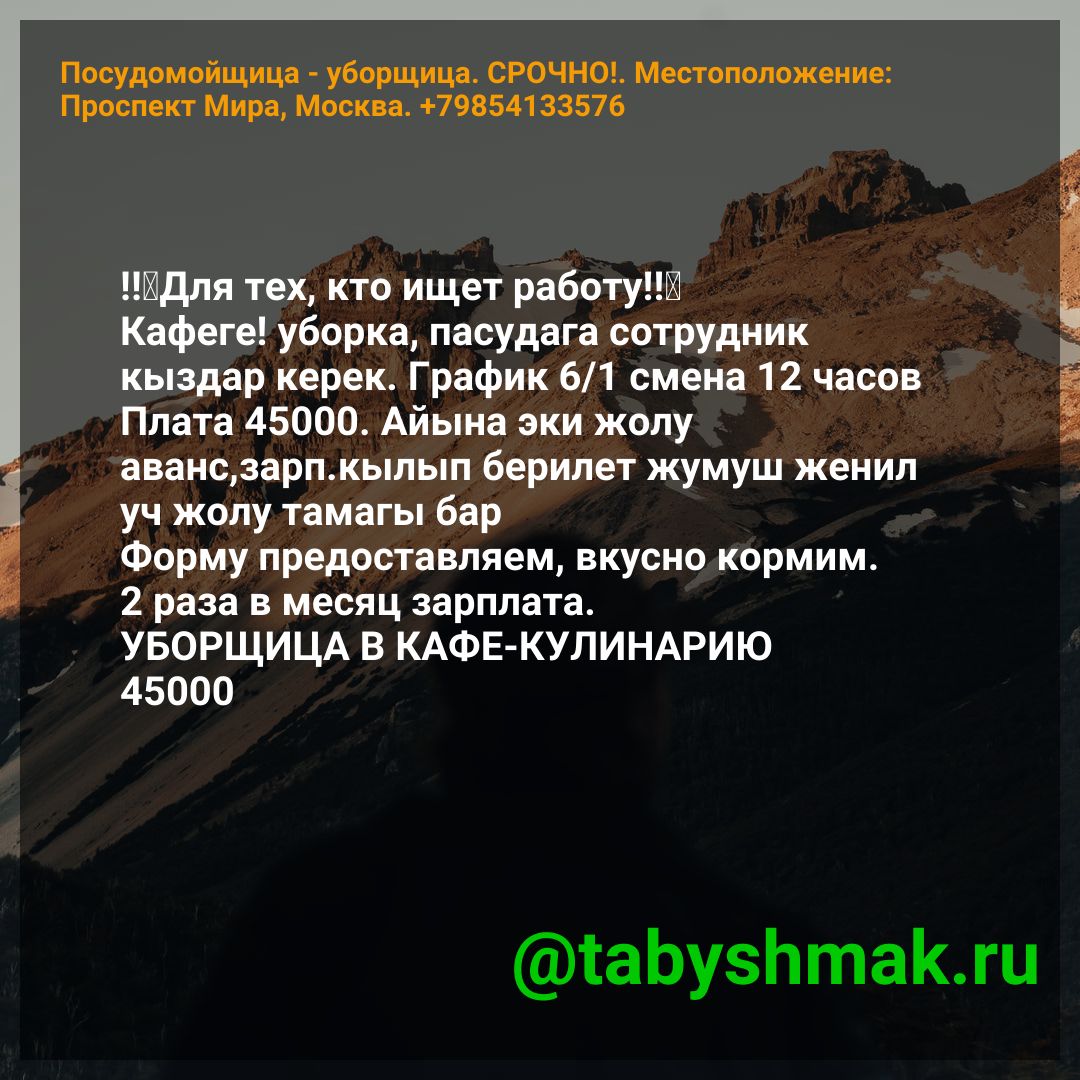 Посудомойщица - уборщица. СРОЧНО!. Местоположение:
Проспект Мира, Москва. +79854133576
!!Для тех, кто ищет работу!!
Кафеге! уборка, пасудага сотрудник
кыздар керек. График 6/1 смена 12 часов
Плата 45000. Айына эки жолу
аванс,зарп.кылып берилет жумуш женил
уч жолу тамагы бар
Форму предоставляем, вкусно кормим.
2 раза в месяц зарплата.
УБОРЩИЦА В КАФЕ-КУЛИНАРИЮ
45000
@tabyshmak.ru